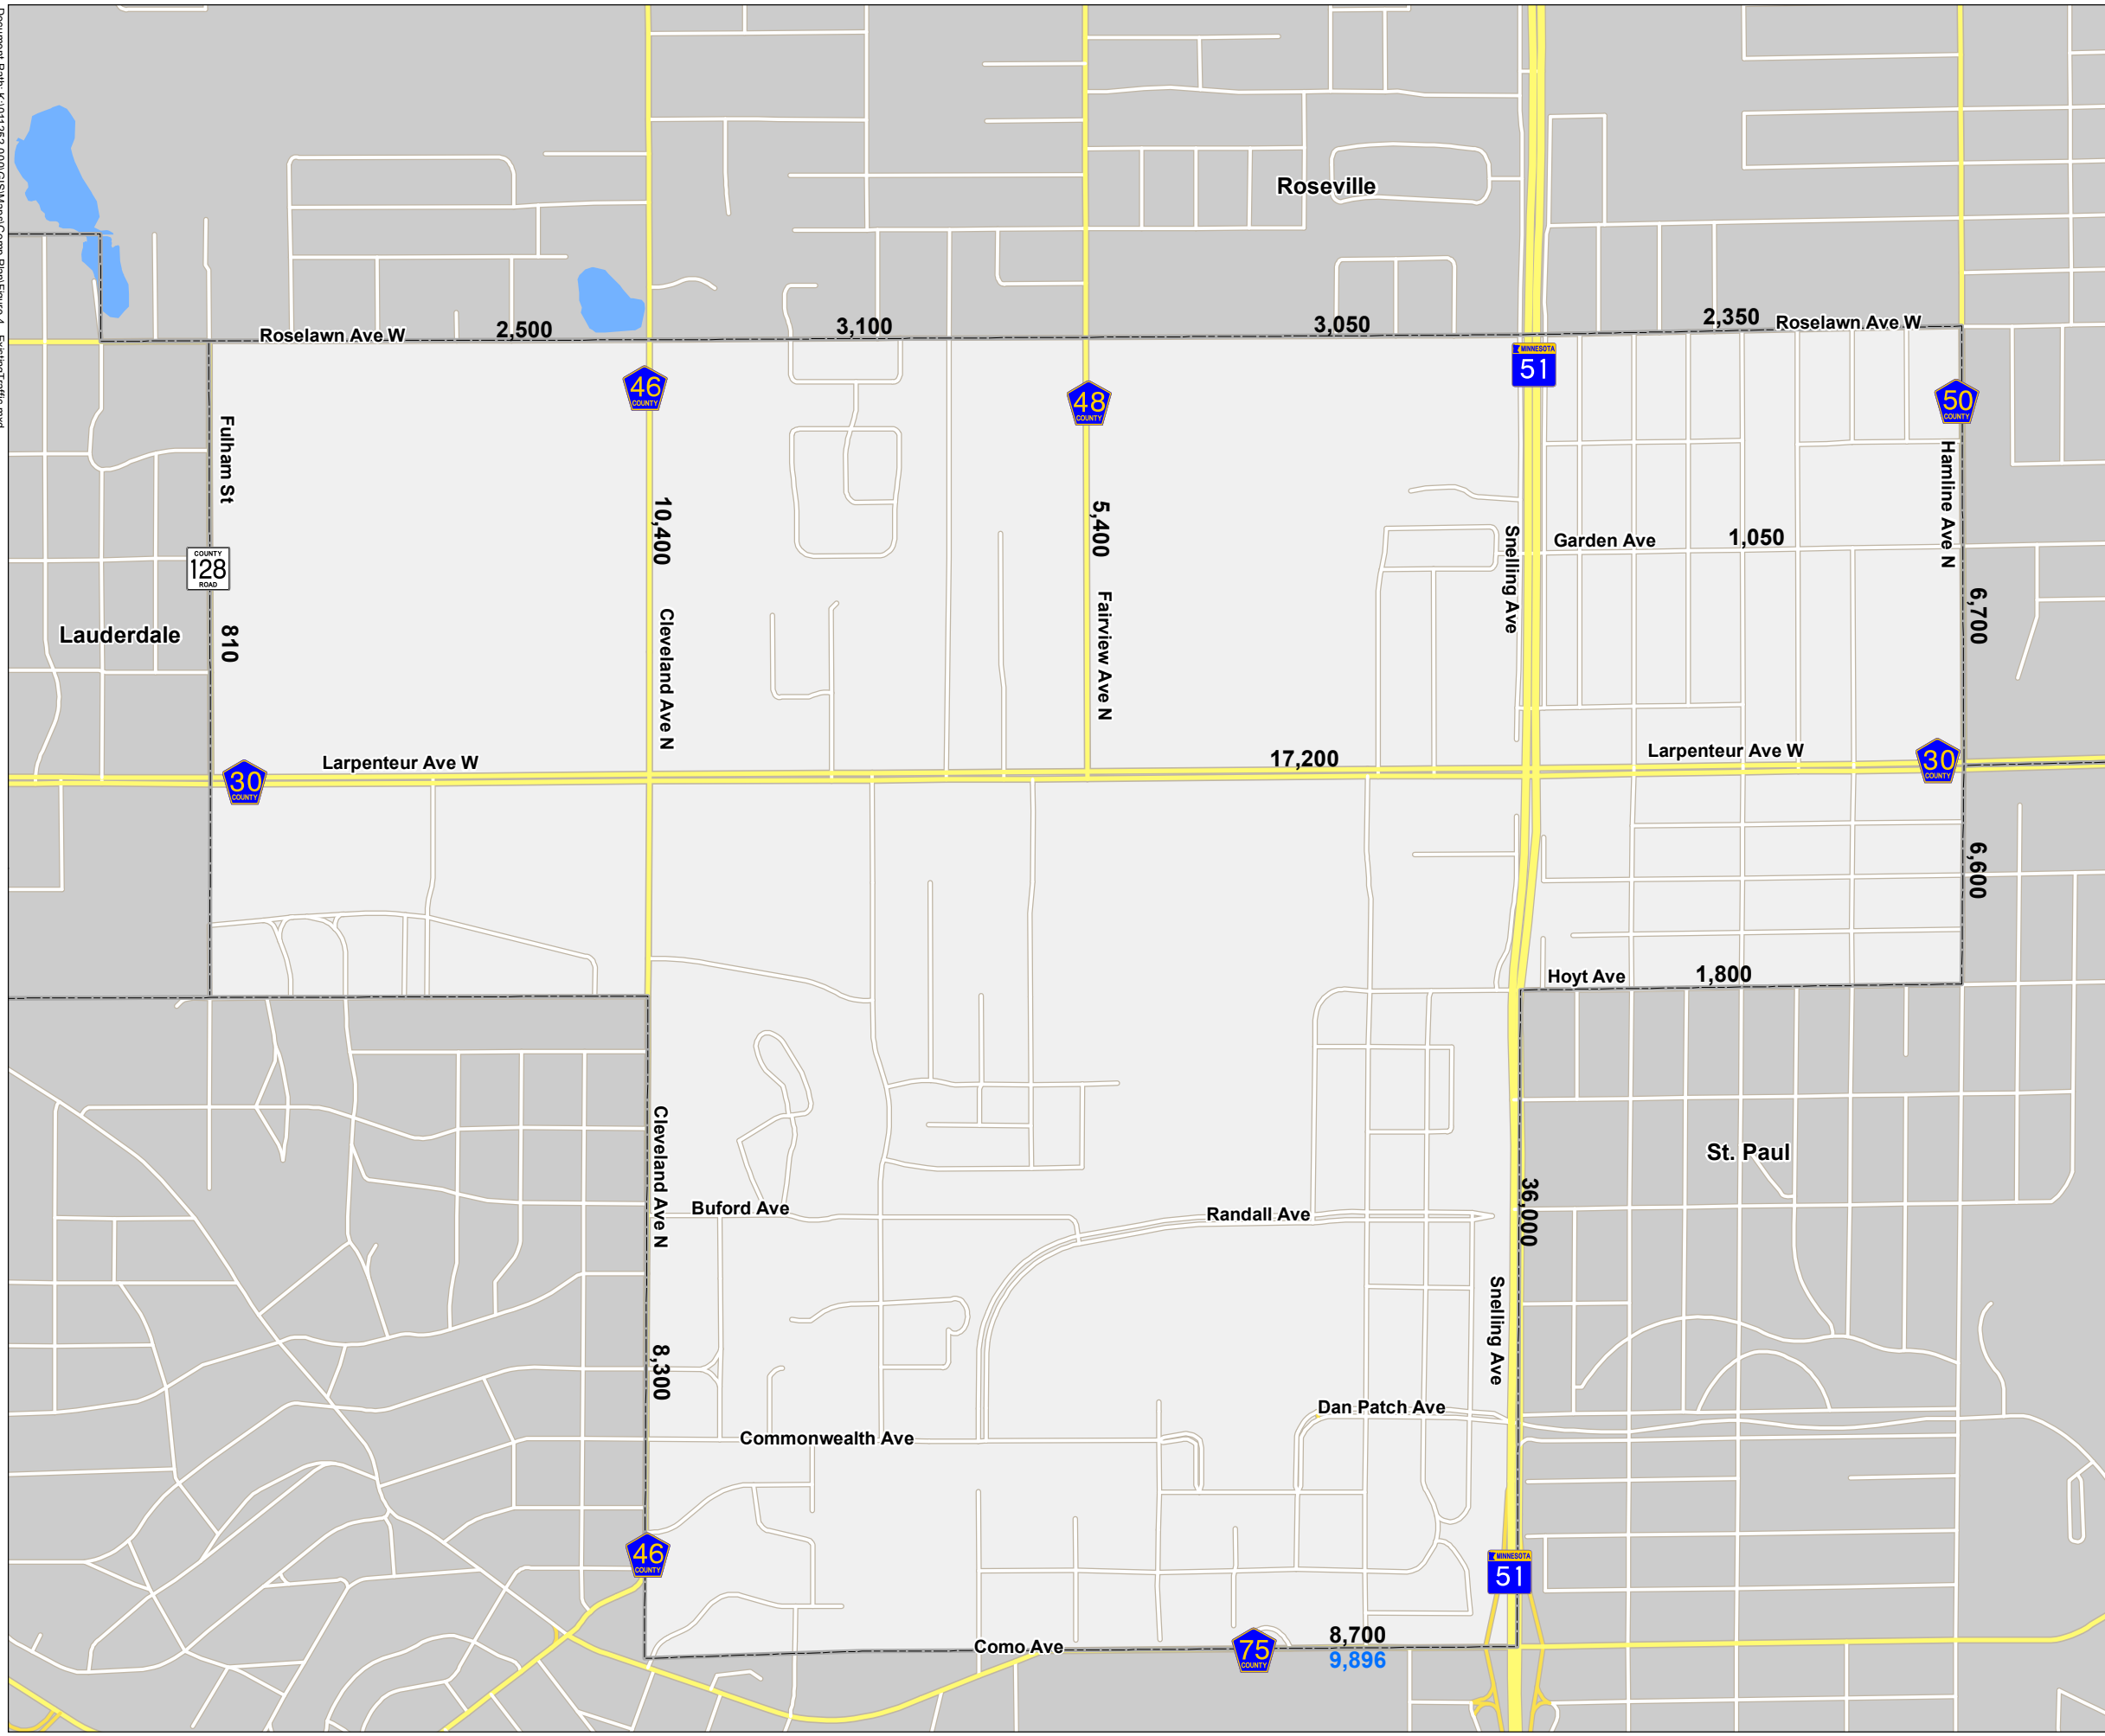 Roseville
2,350
Roselawn Ave W
Roselawn Ave W
2,500
3,100
3,050
MINNESOTA
51
46
COUNTY
48
COUNTY
50
COUNTY
Fulham St
10,400
5,400
Hamline Ave N
Snelling Ave
Garden Ave
1,050
COUNTY
128
ROAD
Lauderdale
810
Cleveland Ave N
Fairview Ave N
6,700
Larpenteur Ave W
17,200
Larpenteur Ave W
30
COUNTY
30
COUNTY
6,600
Hoyt Ave
1,800
Cleveland Ave N
St. Paul
Buford Ave
Randall Ave
36,000
Snelling Ave
8,300
Dan Patch Ave
Commonwealth Ave
46
COUNTY
MINNESOTA
51
Como Ave
75
COUNTY
8,700
9,896